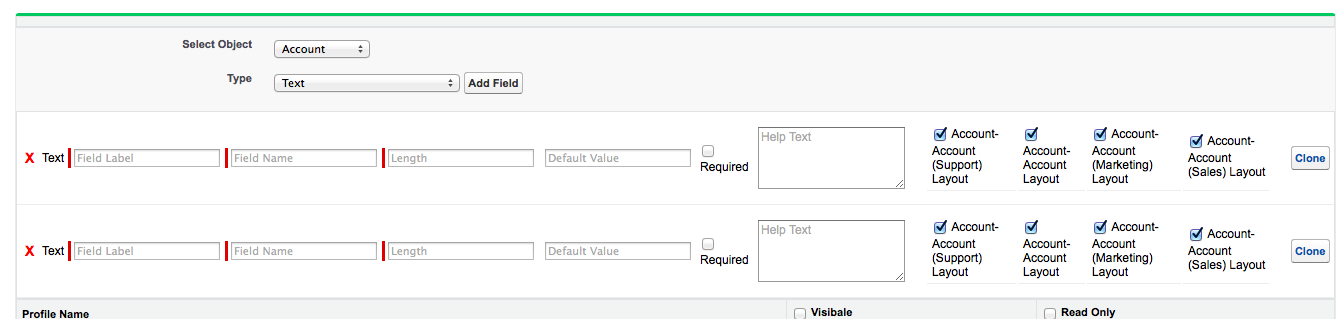 Select Object Account
Type Text Add Field
X Text Field Label Field Name Length Default Value Required Help Text Account-Account (Support) Layout Account-Account Layout Account-Account (Marketing) Layout Account-Account (Sales) Layout Clone
X Text Field Label Field Name Length Default Value Required Help Text Account-Account (Support) Layout Account-Account Layout Account-Account (Marketing) Layout Account-Account (Sales) Layout Clone
Profile Name Visibale Read Only